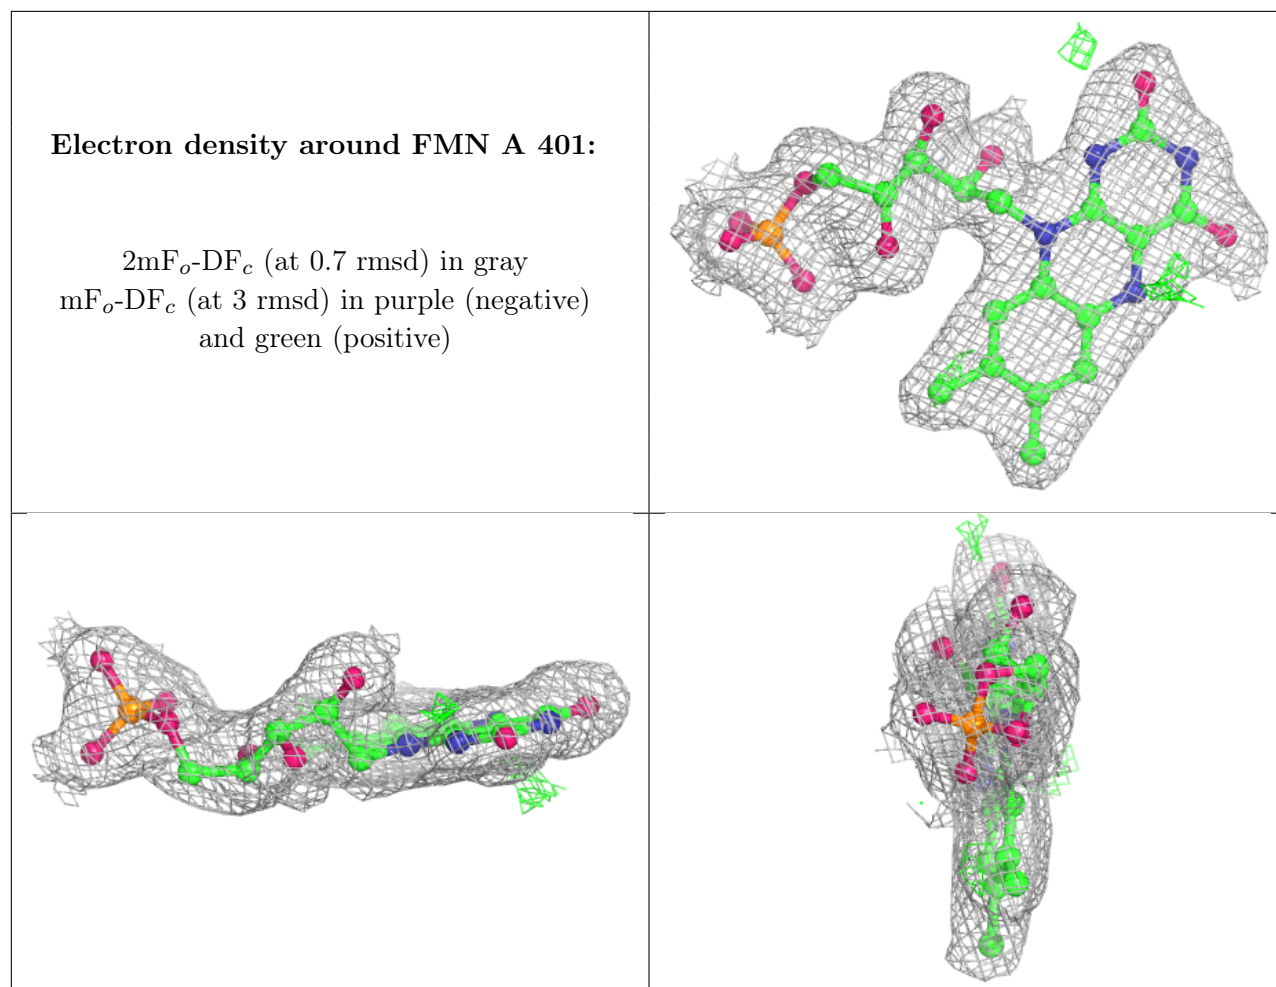 Electron density around FMN A 401:
2mFₒ-DF𝒸 (at 0.7 rmsd) in gray
mFₒ-DF𝒸 (at 3 rmsd) in purple (negative)
and green (positive)